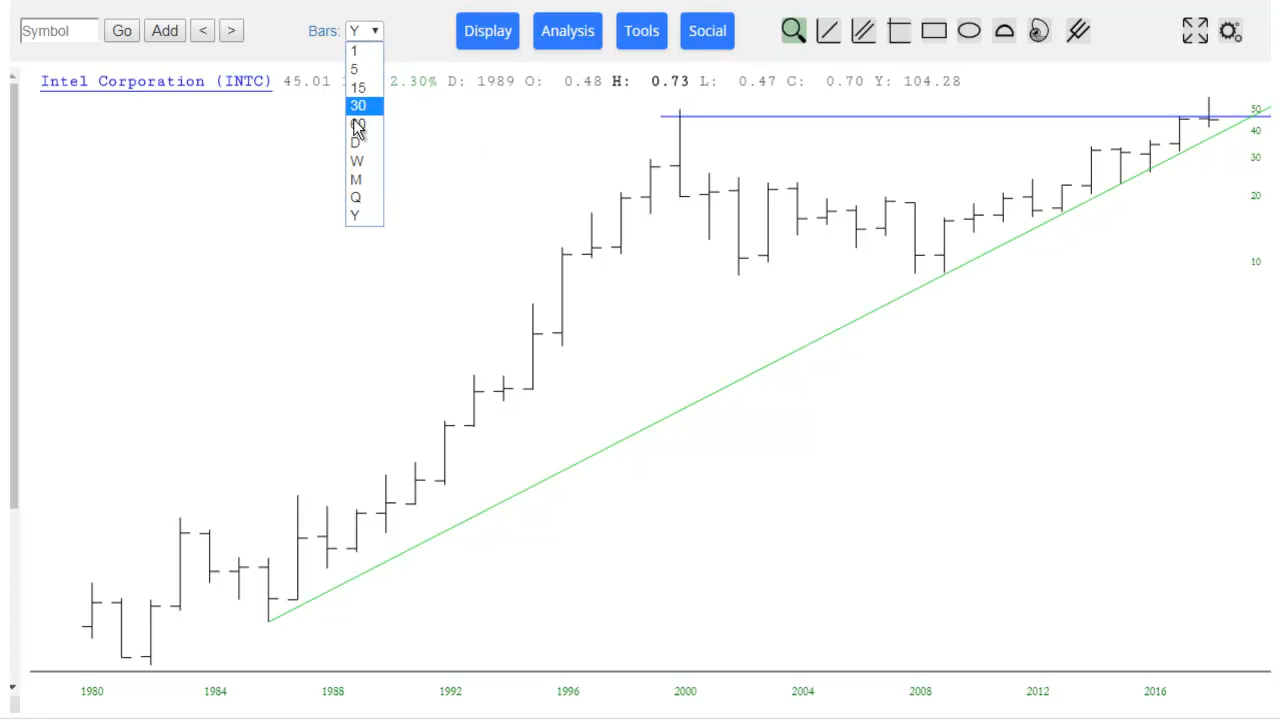 Symbol Go Add < > Bars: Y Display Analysis Tools Social
1
5
15
30
D
W
M
Q
Y
Intel Corporation (INTC) 45.01 2.30% D: 1989 O: 0.48 H: 0.73 L: 0.47 C: 0.70 Y: 104.28
50
40
30
20
10
1980 1984 1988 1992 1996 2000 2004 2008 2012 2016